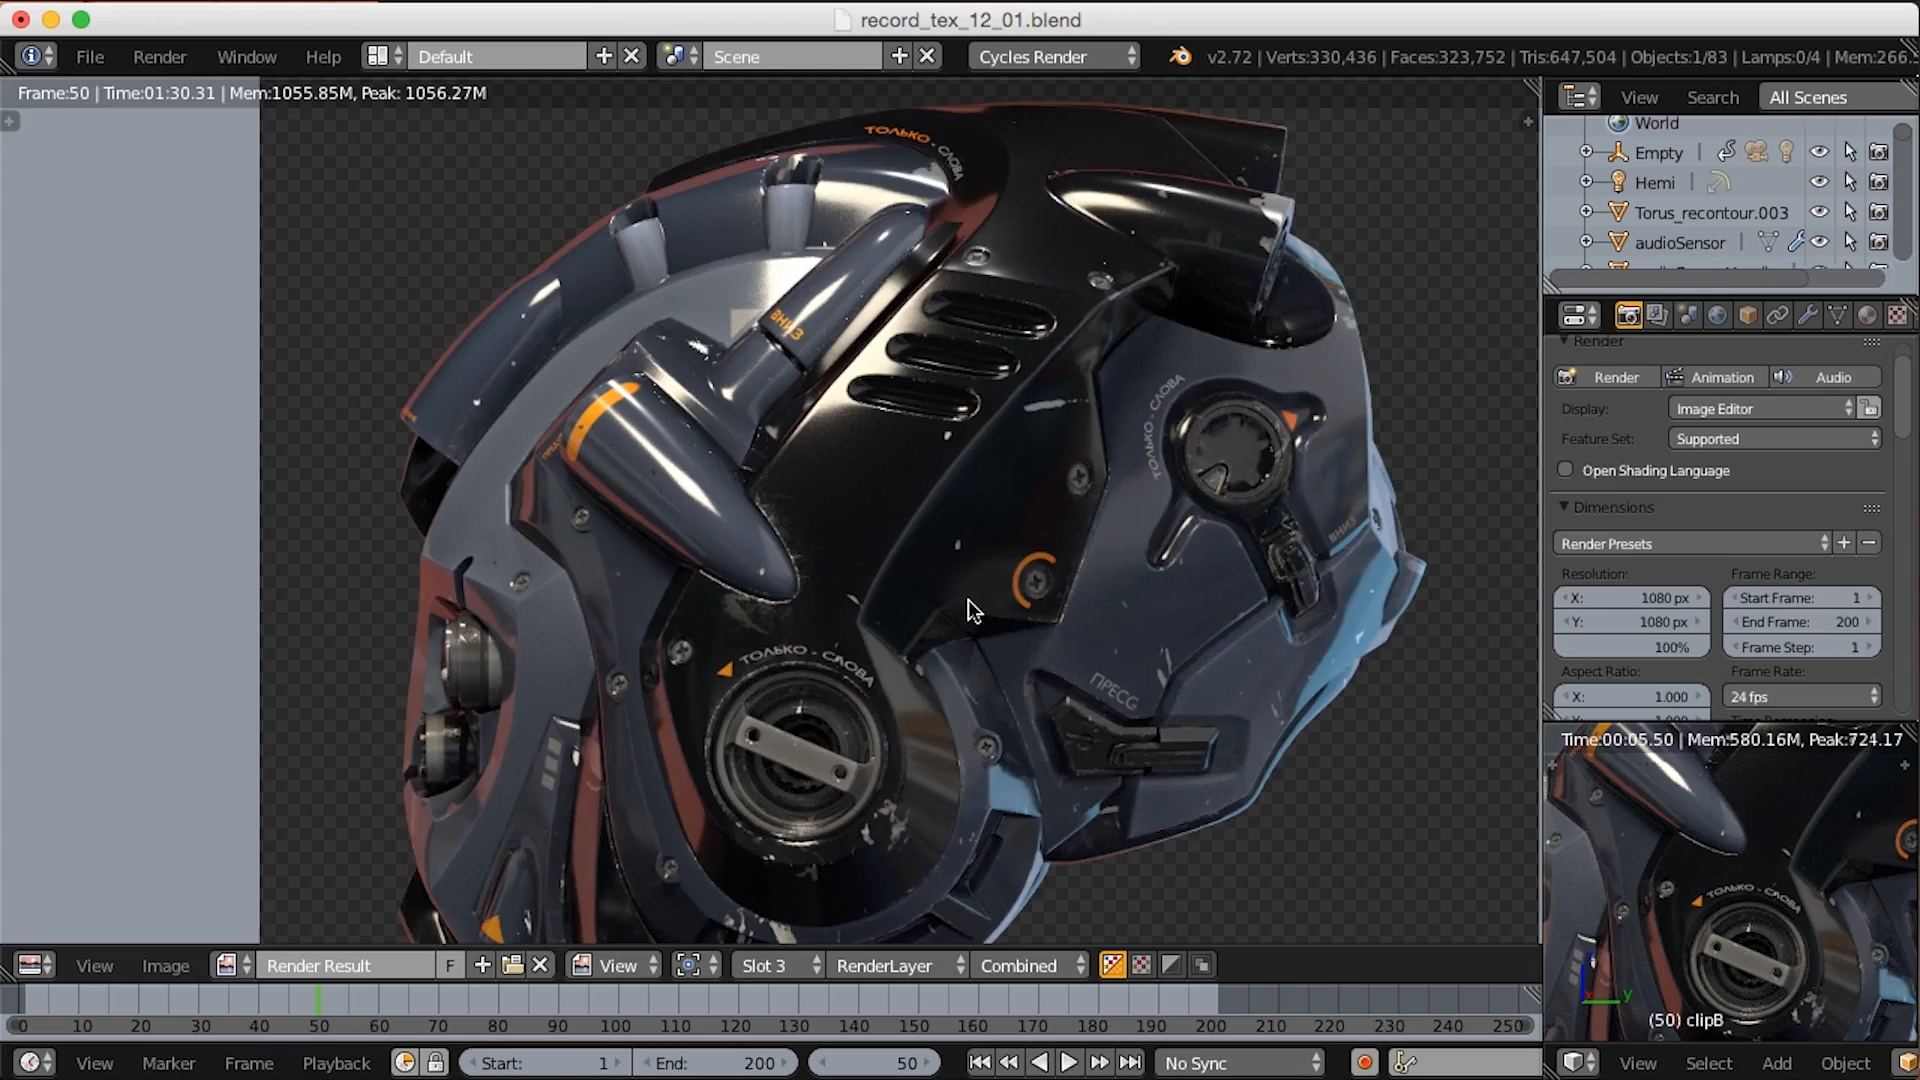 record_tex_12_01.blend
File Render Window Help Default Scene Cycles Render v2.72 | Verts:330,436 | Faces:323,752 | Tris:647,504 | Objects:1/83 | Lamps:0/4 | Mem:266.
Frame:50 | Time:01:30.31 | Mem:1055.85M, Peak: 1056.27M
View Search All Scenes
World
Empty
Hemi
Torus_recontour.003
audioSensor
ТОЛЬКО - СЛОВА
ВНИЗ
ТОЛЬКО - СЛОВА
ВНИЗ
ТОЛЬКО - СЛОВА
ПРЕСС
Render
Render Animation Audio
Display: Image Editor
Feature Set: Supported
Open Shading Language
Dimensions
Render Presets
Resolution: Frame Range:
X: 1080 px Start Frame: 1
Y: 1080 px End Frame: 200
100% Frame Step: 1
Aspect Ratio: Frame Rate:
X: 1.000 24 fps
Time:00:05.50 | Mem:580.16M, Peak:724.17
ТОЛЬКО - СЛОВА
y
(50) clipB
View Image Render Result F View Slot 3 RenderLayer Combined
0 10 20 30 40 50 60 70 80 90 100 110 120 130 140 150 160 170 180 190 200 210 220 230 240 250
View Marker Frame Playback Start: 1 End: 200 50 No Sync
View Select Add Object